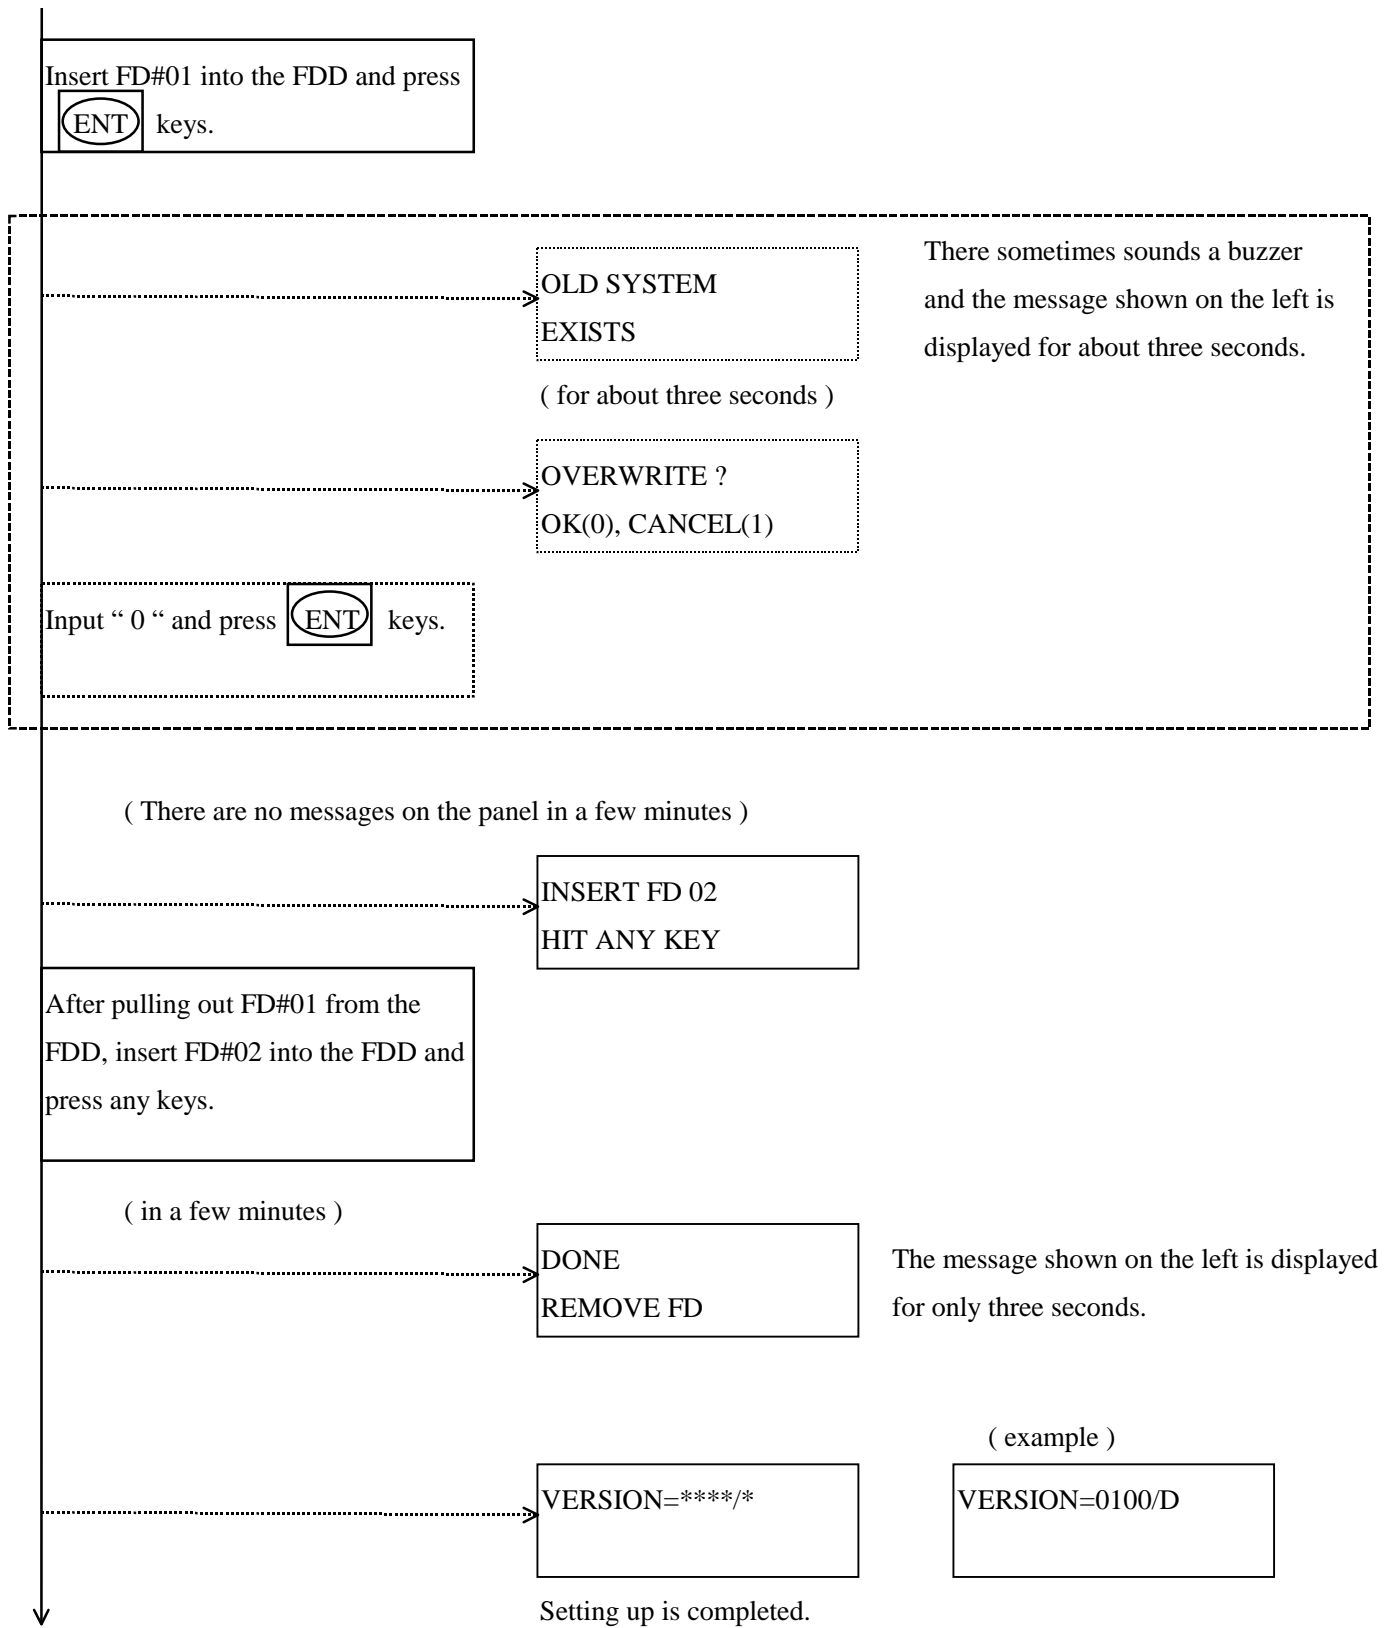 Insert FD#01 into the FDD and press
ENT keys.
OLD SYSTEM
EXISTS
( for about three seconds )
There sometimes sounds a buzzer
and the message shown on the left is
displayed for about three seconds.
OVERWRITE ?
OK(0), CANCEL(1)
Input “ 0 “ and press ENT keys.
( There are no messages on the panel in a few minutes )
INSERT FD 02
HIT ANY KEY
After pulling out FD#01 from the
FDD, insert FD#02 into the FDD and
press any keys.
( in a few minutes )
DONE
REMOVE FD
The message shown on the left is displayed
for only three seconds.
( example )
VERSION=****/*
VERSION=0100/D
Setting up is completed.